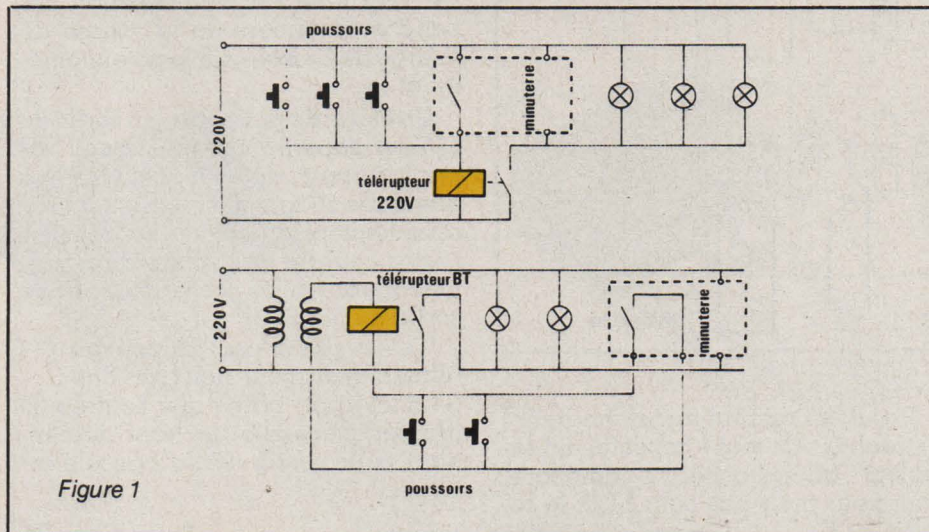 poussoirs
220V
minuterie
télérupteur
220V
télérupteur BT
220V
minuterie
poussoirs
Figure 1